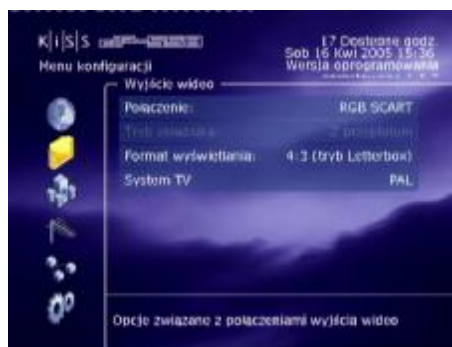 K|i|S|S
17 Dostępne godz.
Sob 16 Kwi 2005 15:36
Menu konfiguracji
Wersja oprogramowania
Wyjście wideo
Połączenie: RGB SCART
Format wyświetlania: 4:3 (tryb Letterbox)
System TV PAL
Opcje związane z połączeniami wyjścia wideo